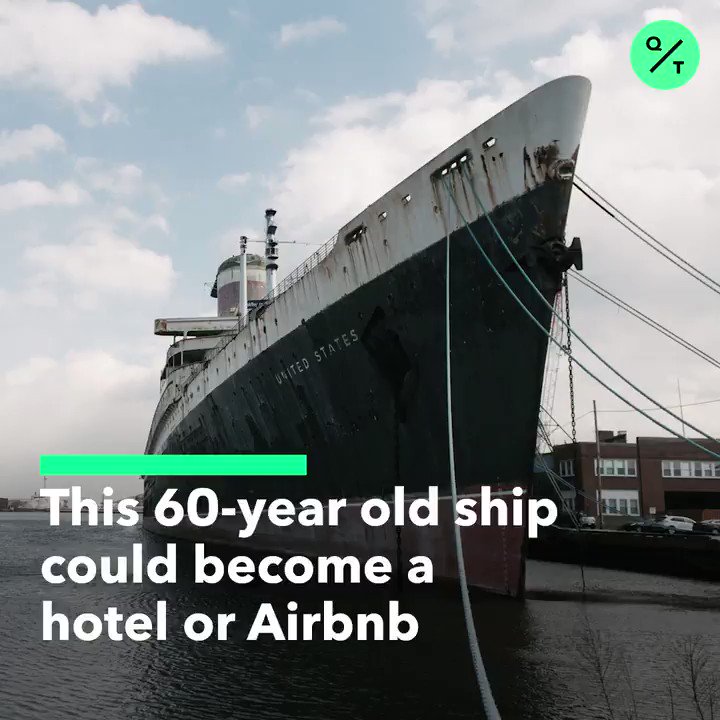 Q/T
UNITED STATES
This 60-year old ship
could become a
hotel or Airbnb